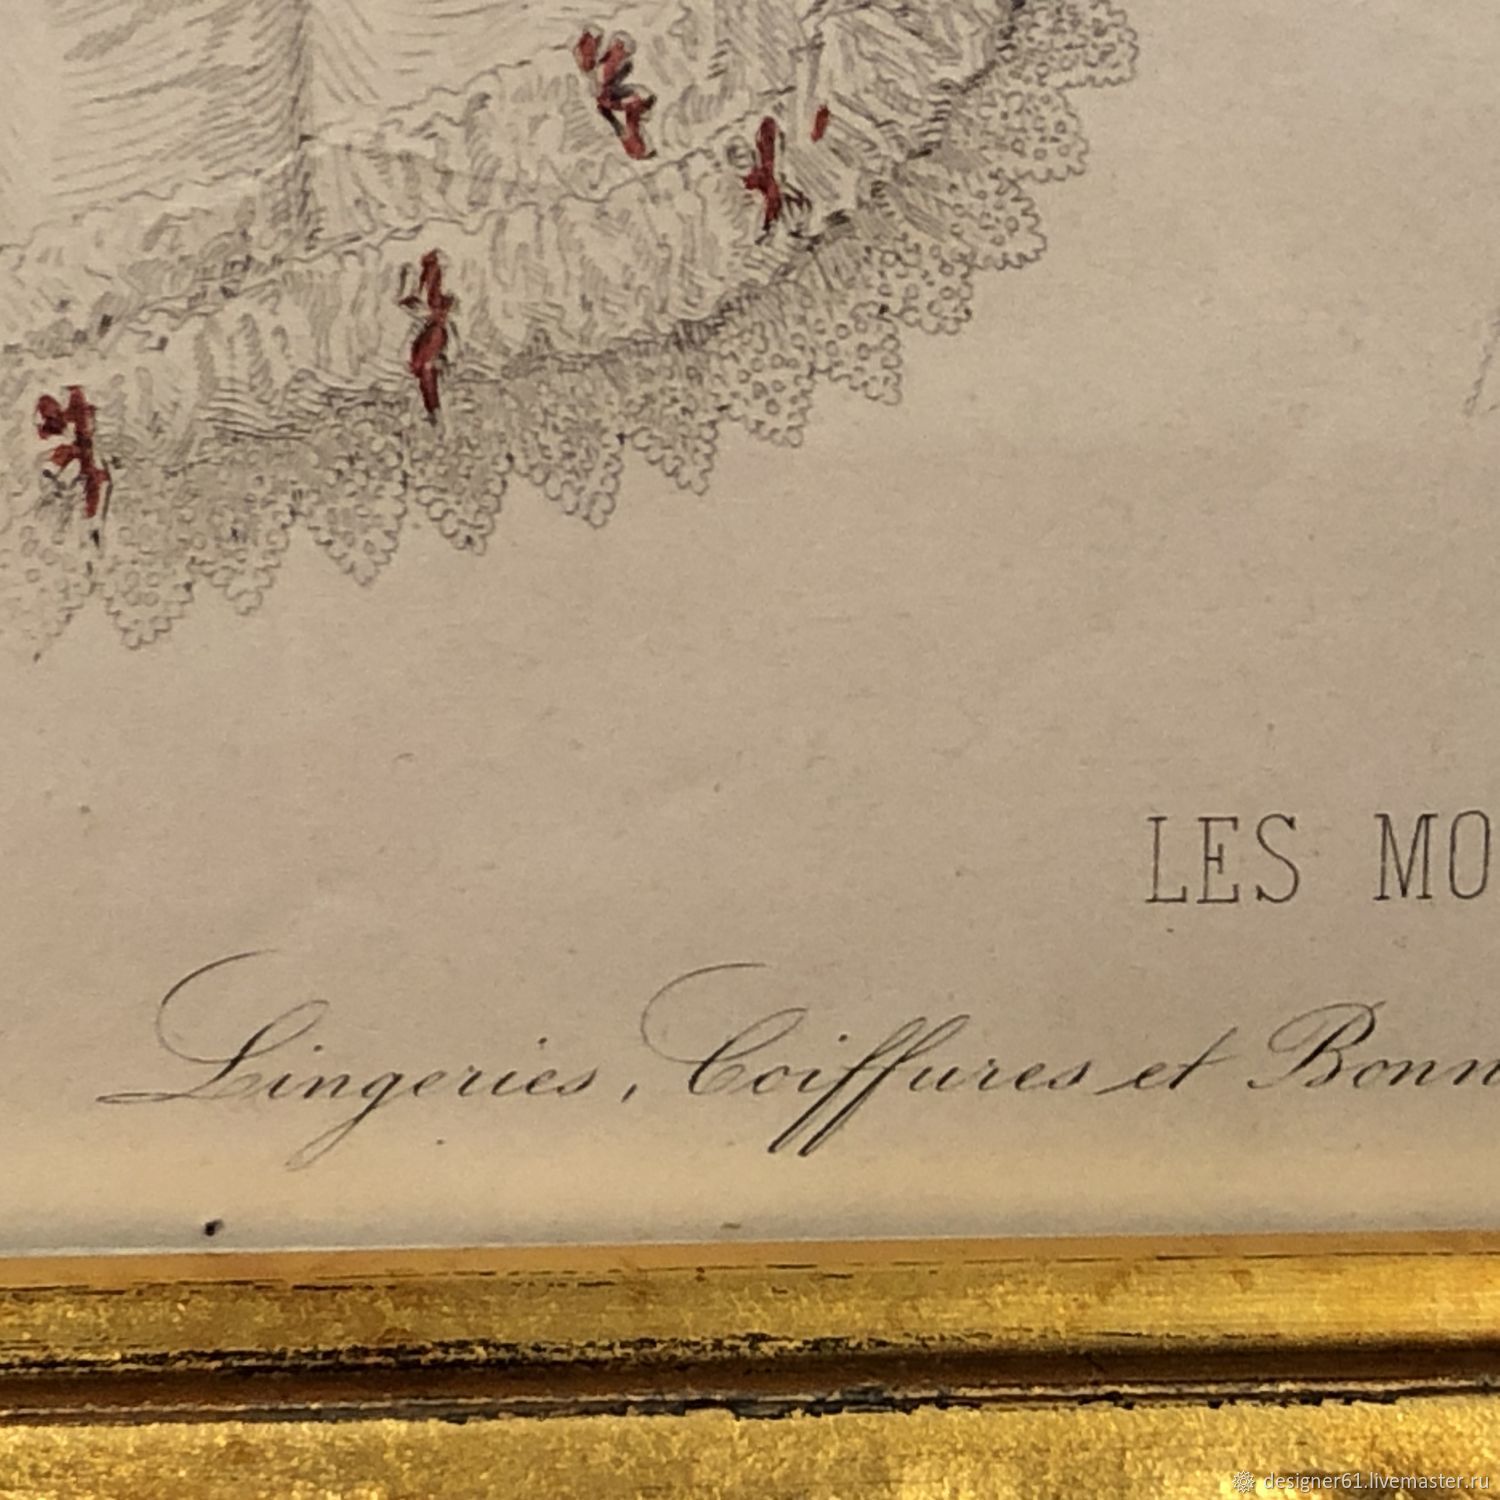 LES MO
Lingeries, Coiffures et Bonn
designer61.livemaster.ru